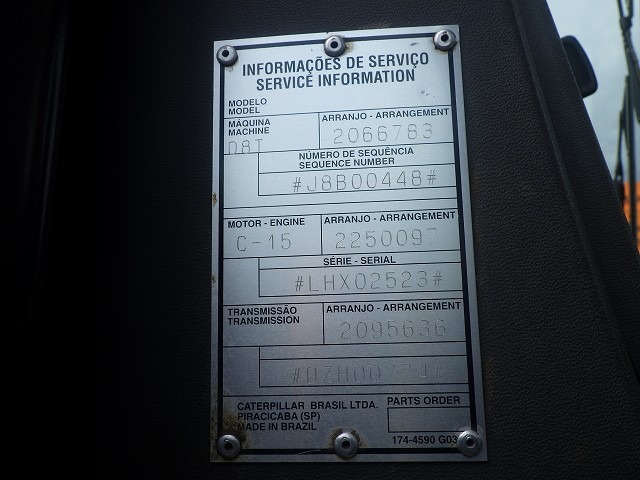 INFORMAÇÕES DE SERVIÇO
SERVICE INFORMATION
MODELO
MODEL
MÁQUINA
MACHINE
D8T
ARRANJO - ARRANGEMENT
2066783
NÚMERO DE SEQUÊNCIA
SEQUENCE NUMBER
#J8B00448#
MOTOR - ENGINE
C-15
ARRANJO - ARRANGEMENT
2250097
SÉRIE - SERIAL
#LHX02523#
TRANSMISSÃO
TRANSMISSION
ARRANJO - ARRANGEMENT
2095636
CATERPILLAR BRASIL LTDA.
PIRACICABA (SP)
MADE IN BRAZIL
PARTS ORDER
174-4590 G03